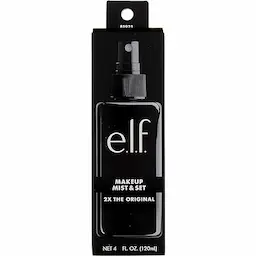 e.l.f.
MAKEUP
MIST & SET
2X THE ORIGINAL
NET 4 FL. OZ (120ml)